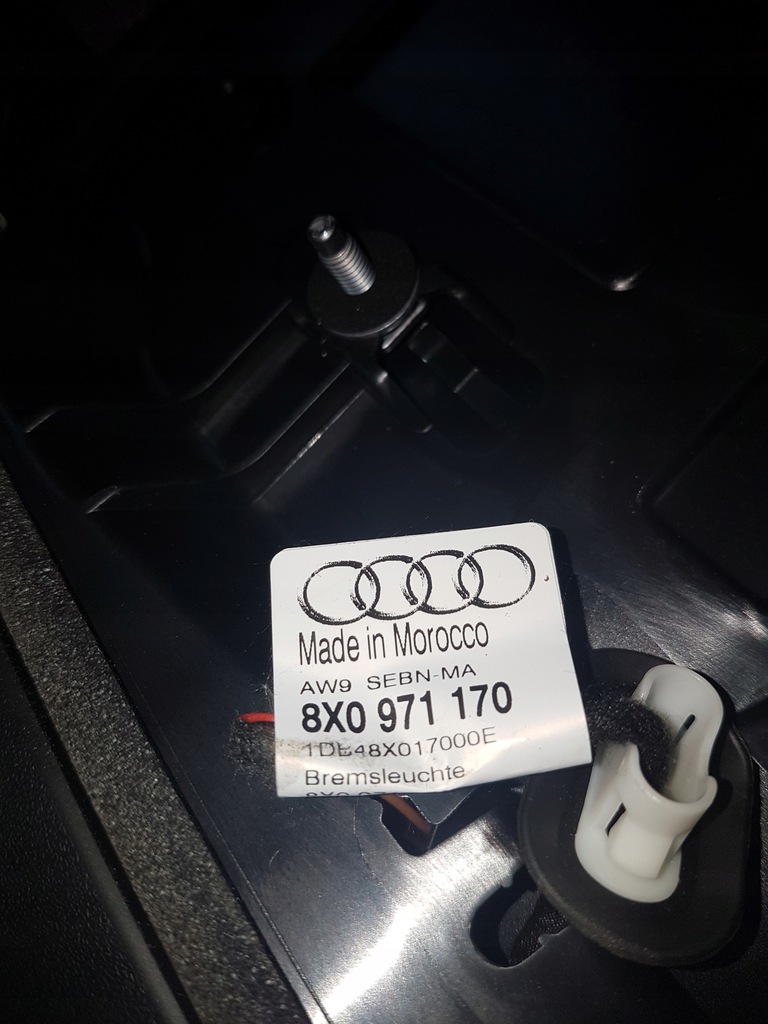 Made in Morocco
AW9 SEBN-MA
8X0 971 170
1DE48X017000E
Bremsleuchte